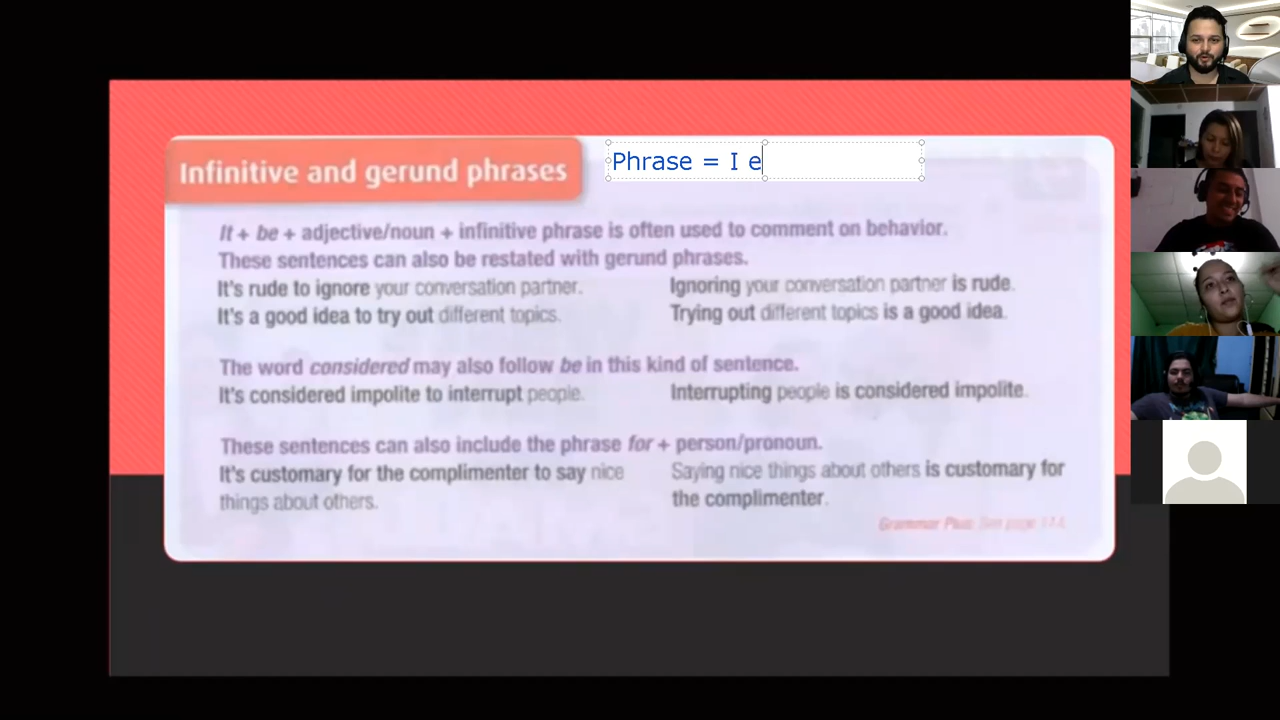 Phrase = I e
Infinitive and gerund phrases
It + be + adjective/noun + infinitive phrase is often used to comment on behavior.
These sentences can also be restated with gerund phrases.
It's rude to ignore your conversation partner.
Ignoring your conversation partner is rude.
It's a good idea to try out different topics.
Trying out different topics is a good idea.
The word considered may also follow be in this kind of sentence.
It's considered impolite to interrupt people.
Interrupting people is considered impolite.
These sentences can also include the phrase for + person/pronoun.
It's customary for the complimenter to say nice
things about others.
Saying nice things about others is customary for
the complimenter.
Grammar Plus: See page